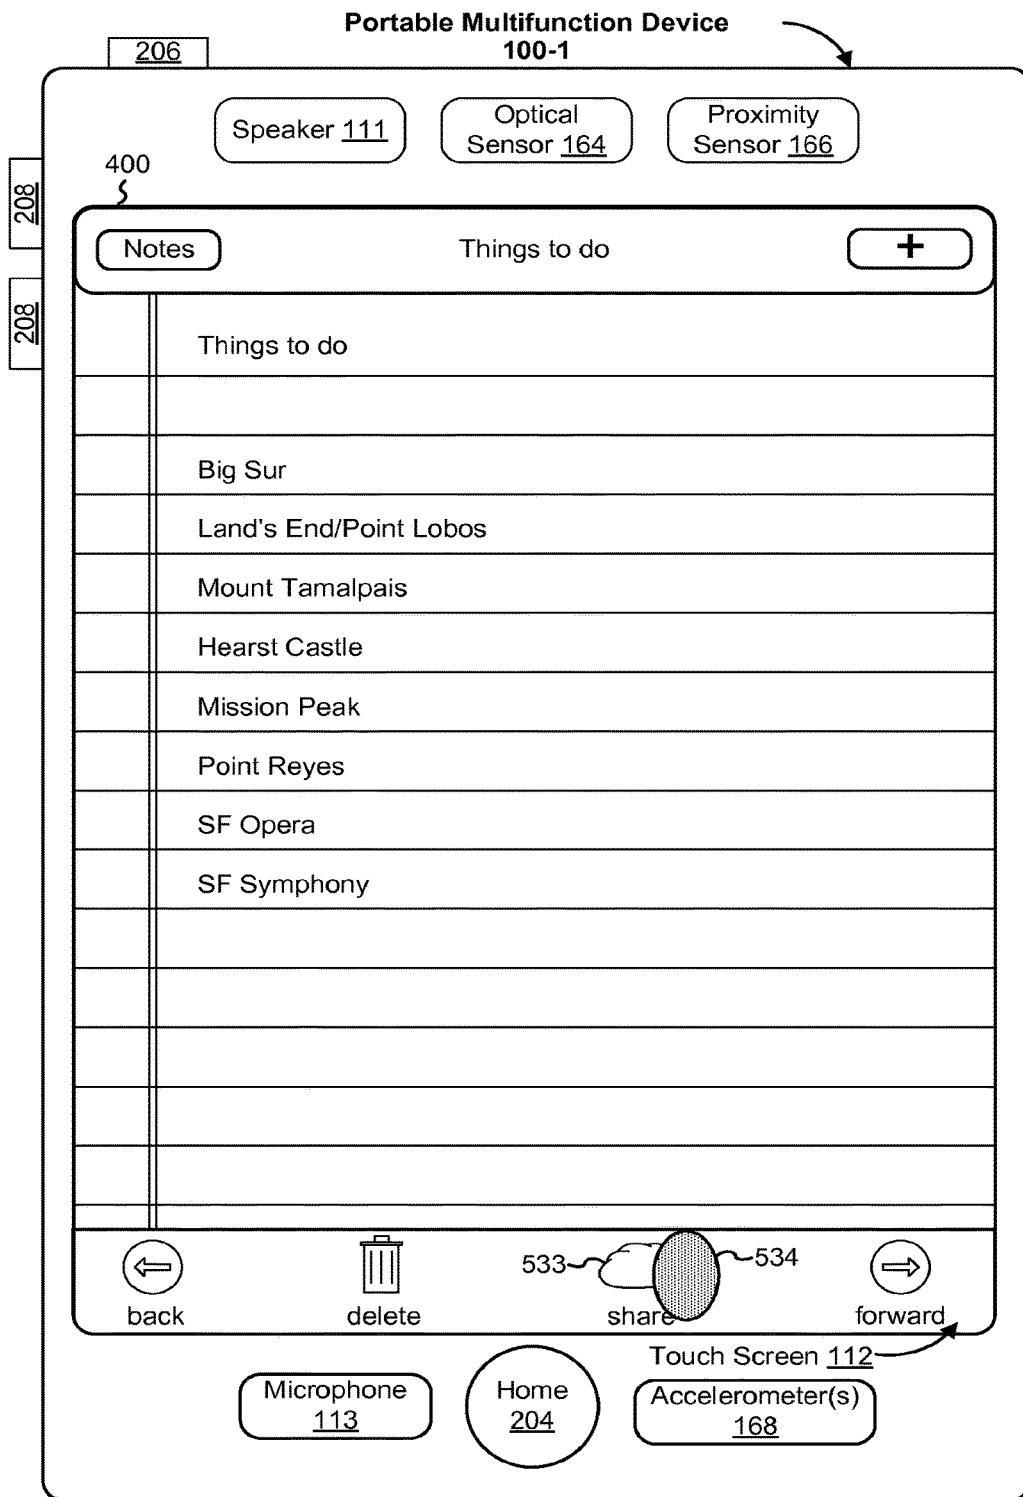 Portable Multifunction Device
100-1
206
Speaker 111
Optical
Sensor 164
Proximity
Sensor 166
400
208
208
Notes
Things to do
+
Things to do
Big Sur
Land's End/Point Lobos
Mount Tamalpais
Hearst Castle
Mission Peak
Point Reyes
SF Opera
SF Symphony
533
534
back
delete
share
forward
Touch Screen 112
Microphone
113
Home
204
Accelerometer(s)
168